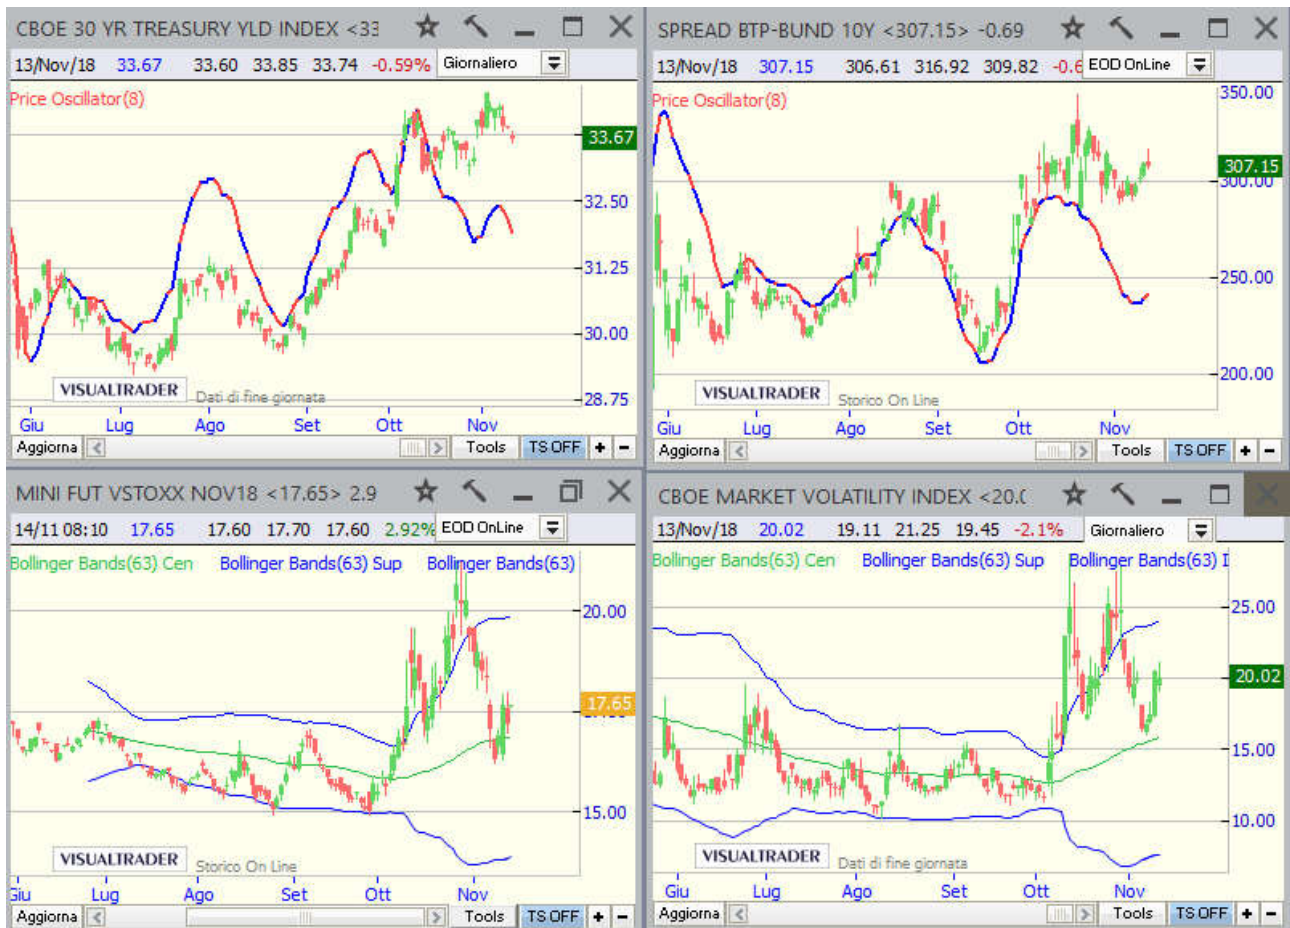 CBOE 30 YR TREASURY YLD INDEX <33
13/Nov/18 33.67 33.60 33.85 33.74 -0.59% Giornaliero
Price Oscillator(8)
33.67
32.50
31.25
30.00
28.75
VISUALTRADER Dati di fine giornata
Giu Lug Ago Set Ott Nov
Aggiorna Tools TS OFF + -
SPREAD BTP-BUND 10Y <307.15> -0.69
13/Nov/18 307.15 306.61 316.92 309.82 -0.6 EOD OnLine
Price Oscillator(8)
350.00
307.15
300.00
250.00
200.00
VISUALTRADER Storico On Line
Giu Lug Ago Set Ott Nov
Aggiorna Tools TS OFF + -
MINI FUT VSTOXX NOV18 <17.65> 2.9
14/11 08:10 17.65 17.60 17.70 17.60 2.92% EOD OnLine
Bollinger Bands(63) Cen Bollinger Bands(63) Sup Bollinger Bands(63)
20.00
17.65
15.00
VISUALTRADER Storico On Line
Giu Lug Ago Set Ott Nov
Aggiorna Tools TS OFF + -
CBOE MARKET VOLATILITY INDEX <20.0
13/Nov/18 20.02 19.11 21.25 19.45 -2.1% Giornaliero
Bollinger Bands(63) Cen Bollinger Bands(63) Sup Bollinger Bands(63) I
25.00
20.02
15.00
10.00
VISUALTRADER Dati di fine giornata
Giu Lug Ago Set Ott Nov
Aggiorna Tools TS OFF + -